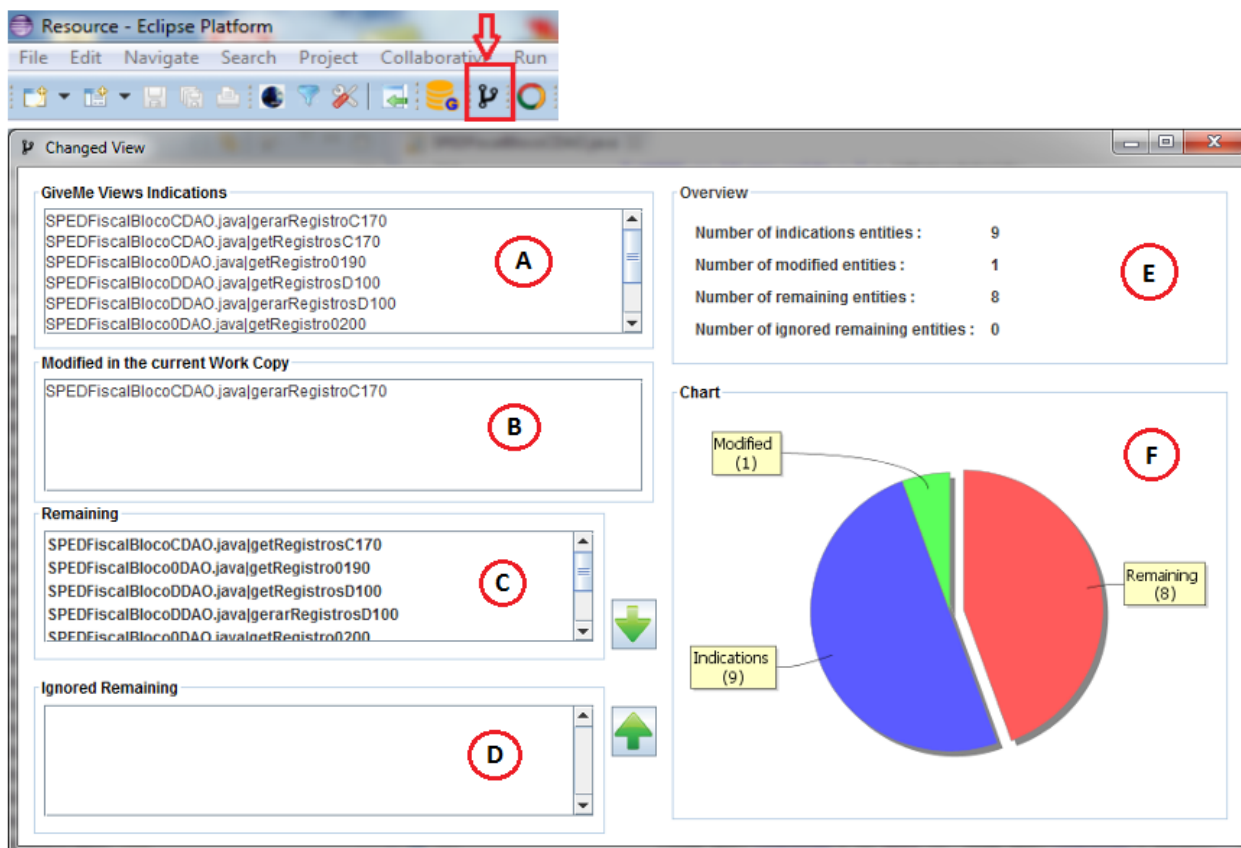 Resource - Eclipse Platform
File Edit Navigate Search Project Collaborative Run
G
Changed View
GiveMe Views Indications
SPEDFiscalBlocoCDAO.java|gerarRegistroC170
SPEDFiscalBlocoCDAO.java|getRegistrosC170
SPEDFiscalBloco0DAO.java|getRegistro0190
SPEDFiscalBlocoDDAO.java|getRegistrosD100
SPEDFiscalBlocoDDAO.java|gerarRegistrosD100
SPEDFiscalBloco0DAO.java|getRegistro0200
A
Modified in the current Work Copy
SPEDFiscalBlocoCDAO.java|gerarRegistroC170
B
Remaining
SPEDFiscalBlocoCDAO.java|getRegistrosC170
SPEDFiscalBloco0DAO.java|getRegistro0190
SPEDFiscalBlocoDDAO.java|getRegistrosD100
SPEDFiscalBlocoDDAO.java|gerarRegistrosD100
SPEDFiscalBloco0DAO.java|getRegistro0200
C
Ignored Remaining
D
Overview
Number of indications entities : 9
Number of modified entities : 1
Number of remaining entities : 8
Number of ignored remaining entities : 0
E
Chart
F
Modified
(1)
Remaining
(8)
Indications
(9)